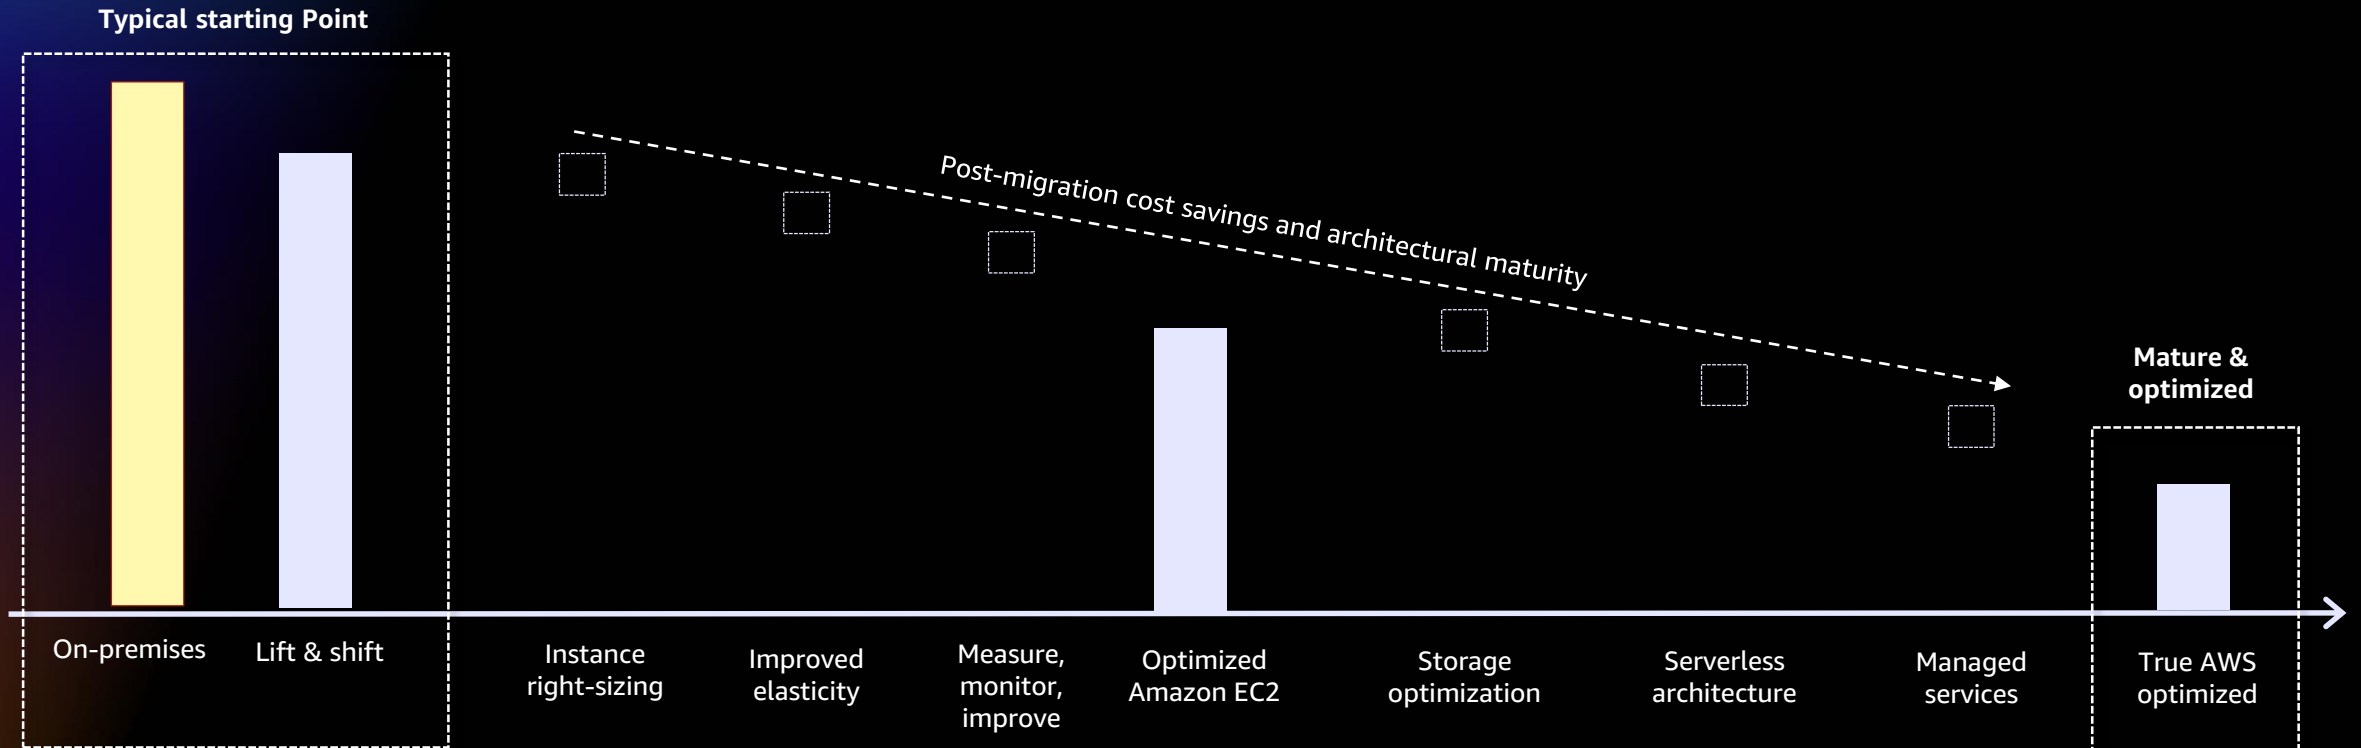 Typical starting Point
Post-migration cost savings and architectural maturity
Mature &
optimized
On-premises
Lift & shift
Instance
right-sizing
Improved
elasticity
Measure,
monitor,
improve
Optimized
Amazon EC2
Storage
optimization
Serverless
architecture
Managed
services
True AWS
optimized